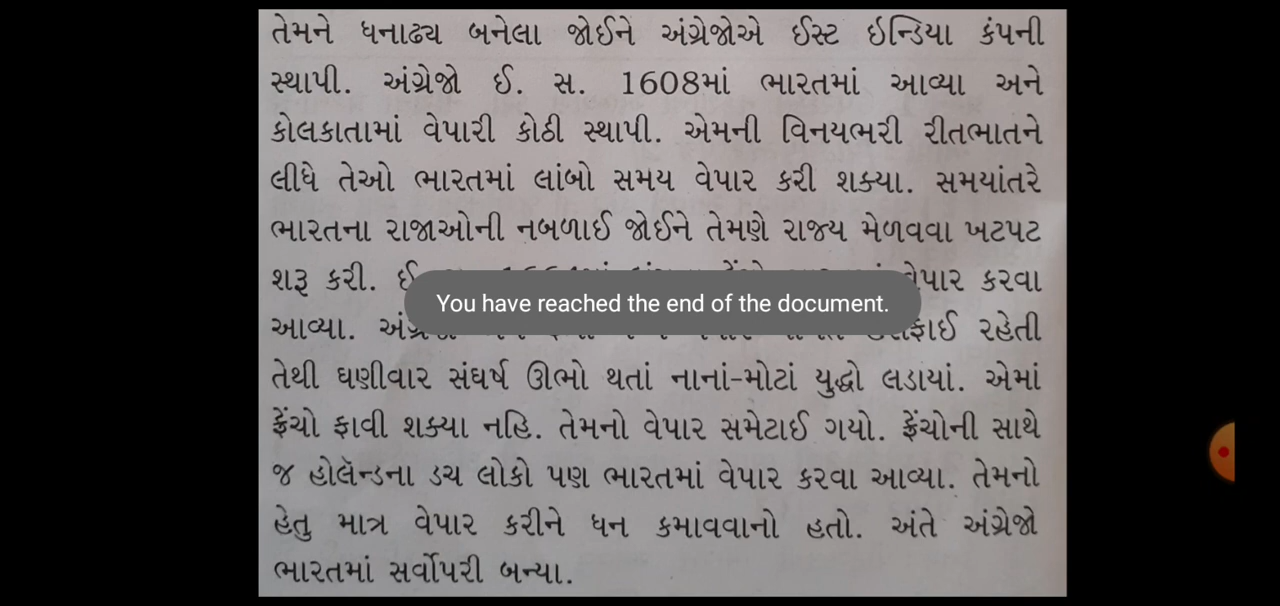 તેમને ધનાઢ્ય બનેલા જોઈને અંગ્રેજોએ ઈસ્ટ ઇન્ડિયા કંપની
સ્થાપી. અંગ્રેજો ઈ. સ. 1608માં ભારતમાં આવ્યા અને
કોલકાતામાં વેપારી કોઠી સ્થાપી. એમની વિનયભરી રીતભાતને
લીધે તેઓ ભારતમાં લાંબો સમય વેપાર કરી શક્યા. સમયાંતરે
ભારતના રાજાઓની નબળાઈ જોઈને તેમણે રાજ્ય મેળવવા ખટપટ
શરૂ કરી. વેપાર કરવા
You have reached the end of the document.
આવ્યા. રહેતી
તેથી ઘણીવાર સંઘર્ષ ઊભો થતાં નાનાં-મોટાં યુદ્ધો લડાયાં. એમાં
ફ્રેંચો ફાવી શક્યા નહિ. તેમનો વેપાર સમેટાઈ ગયો. ફ્રેંચોની સાથે
જ હોલૅન્ડના ડચ લોકો પણ ભારતમાં વેપાર કરવા આવ્યા. તેમનો
હેતુ માત્ર વેપાર કરીને ધન કમાવવાનો હતો. અંતે અંગ્રેજો
ભારતમાં સર્વોપરી બન્યા.